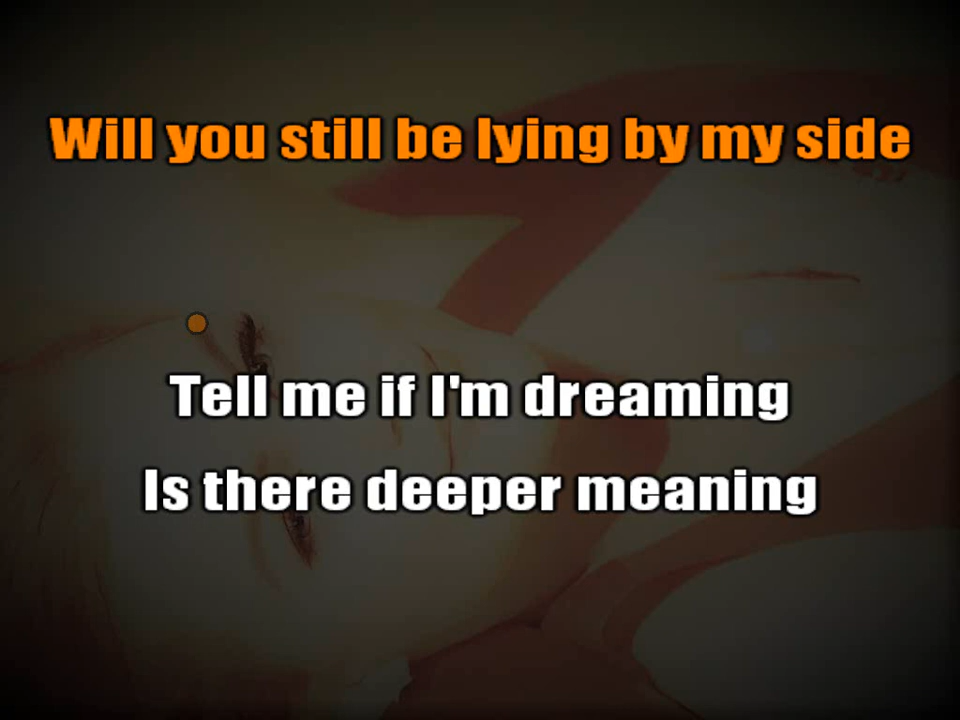 Will you still be lying by my side
Tell me if I'm dreaming
Is there deeper meaning